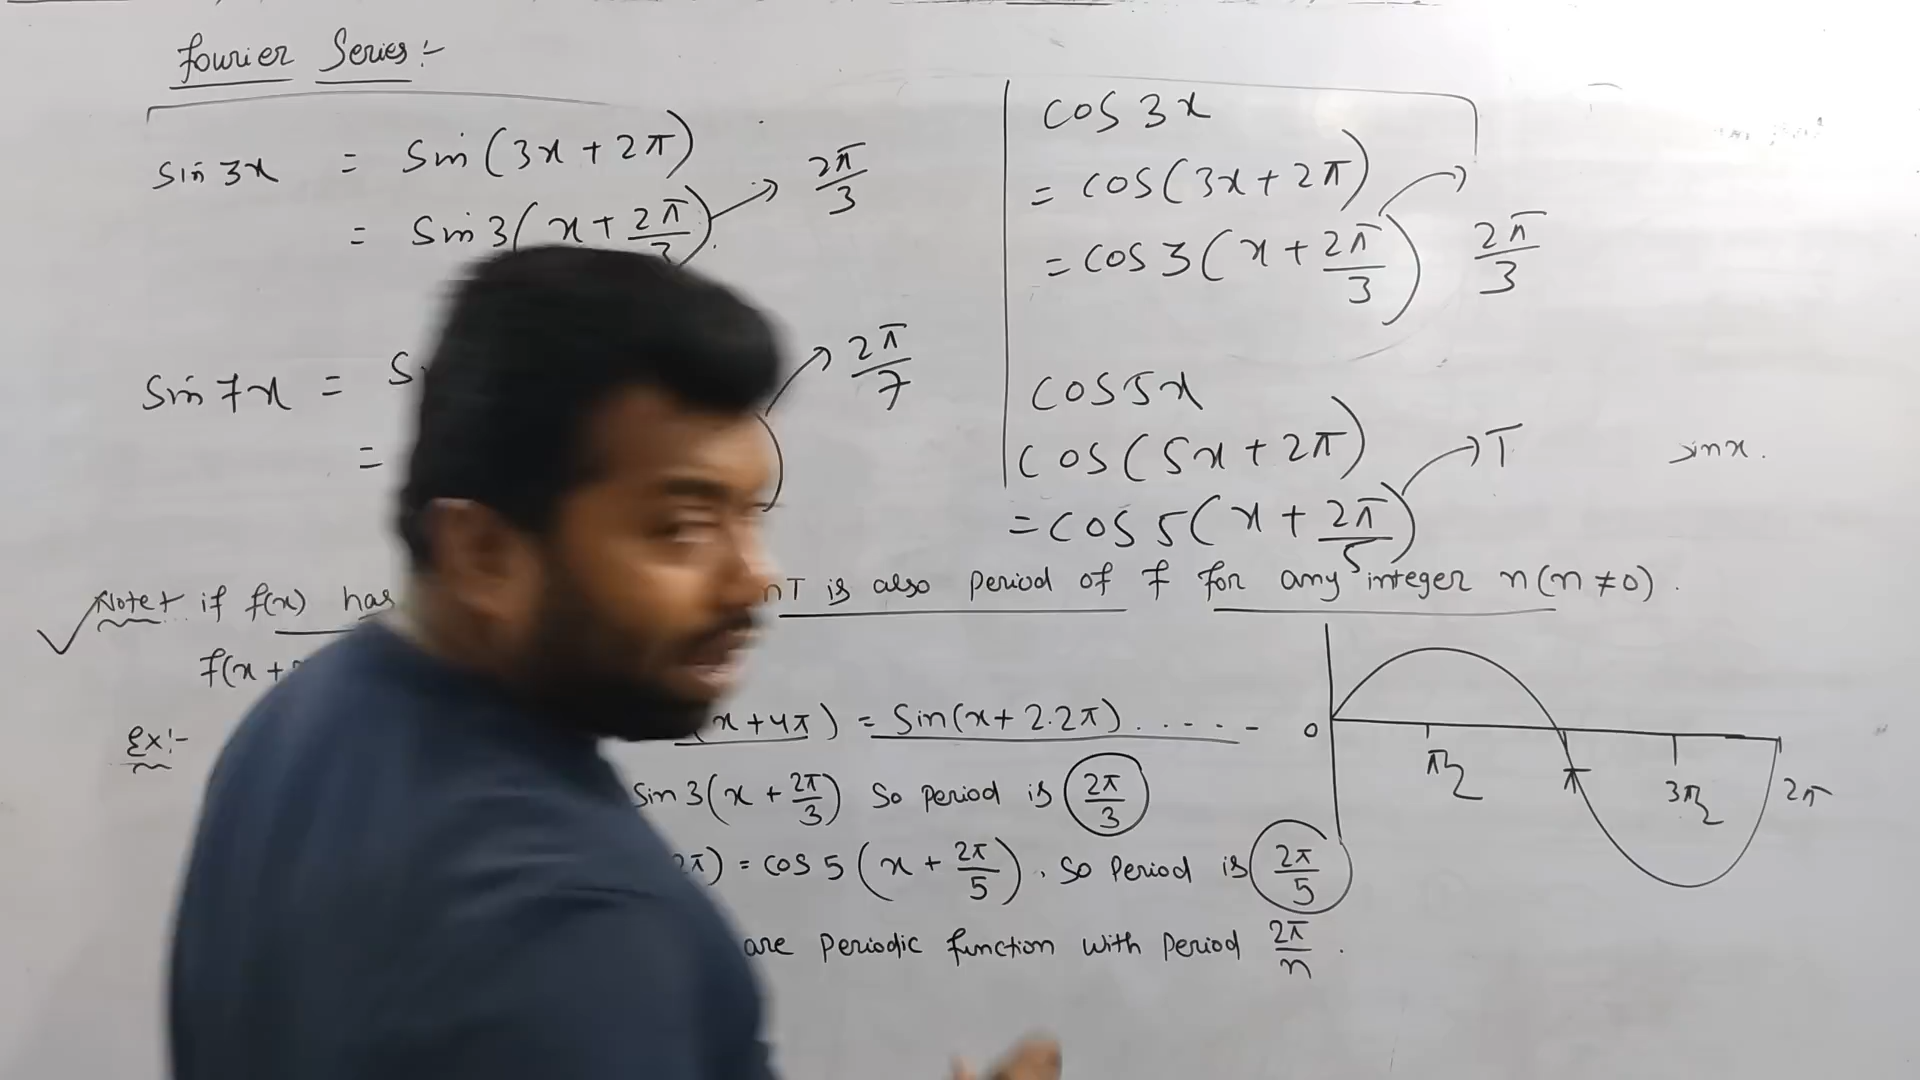 Fourier Series:-
sin 3x = Sin(3x + 2π)
= Sin 3(x + 2π/3) → 2π/3
Sin 7x = S
= → 2π/7
cos 3x
= cos(3x + 2π)
= cos 3(x + 2π/3) → 2π/3
cos 5x
cos(5x + 2π)
= cos 5(x + 2π/5) → T
sinx.
Note+ if f(x) has nT is also period of f for any integer n(n ≠ 0).
f(x +
Ex:- x + 4π) = Sin(x + 2.2π). . . . . -
Sin 3(x + 2π/3) So period is 2π/3
2π) = cos 5(x + 2π/5). So Period is 2π/5
are periodic function with period 2π/n.
0 π/2 π 3π/2 2π